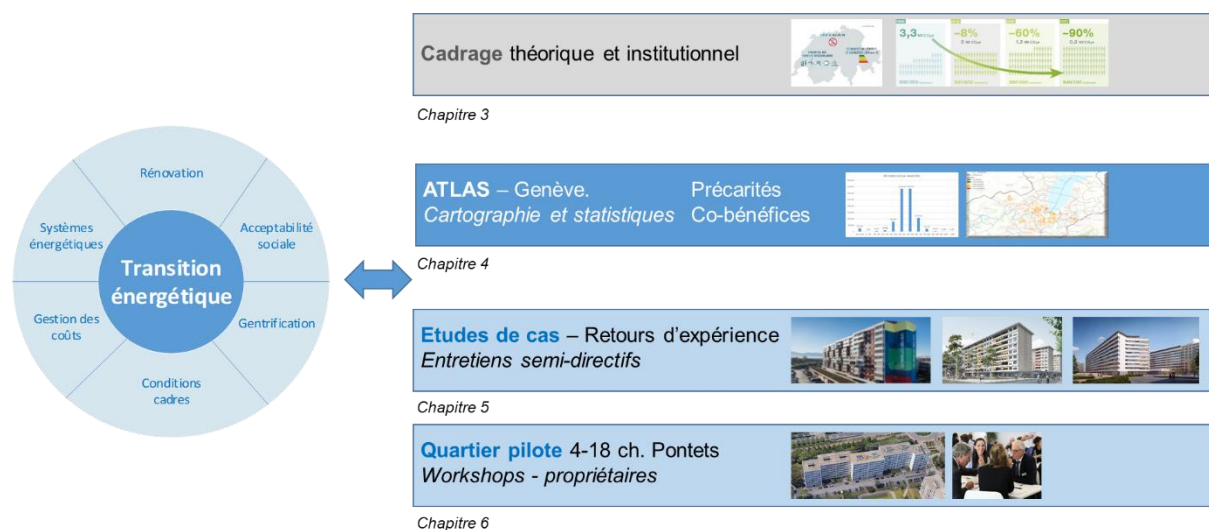 Cadrage théorique et institutionnel
3,3
-8%
-60%
-90%
Chapitre 3
Rénovation
Systèmes
énergétiques
Acceptabilité
sociale
Transition
énergétique
Gestion des
coûts
Gentrification
Conditions
cadres
ATLAS – Genève.
Précarités
Cartographie et statistiques
Co-bénéfices
Chapitre 4
Etudes de cas – Retours d’expérience
Entretiens semi-directifs
Chapitre 5
Quartier pilote 4-18 ch. Pontets
Workshops - propriétaires
Chapitre 6